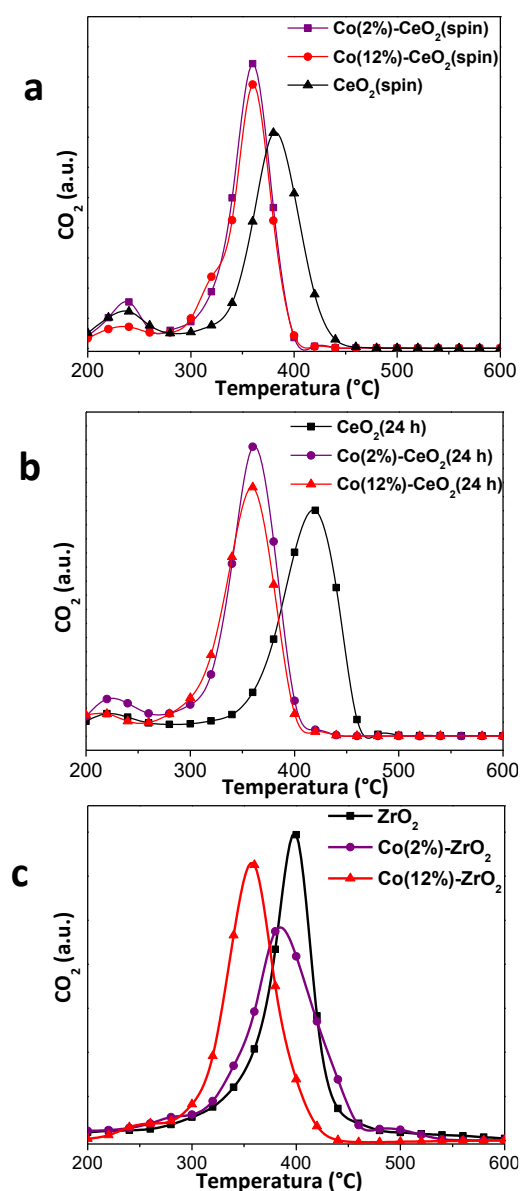 a
Co(2%)-CeO₂(spin)
Co(12%)-CeO₂(spin)
CeO₂(spin)
CO₂ (a.u.)
200 300 400 500 600
Temperatura (°C)
b
CeO₂(24 h)
Co(2%)-CeO₂(24 h)
Co(12%)-CeO₂(24 h)
CO₂ (a.u.)
200 300 400 500 600
Temperatura (°C)
c
ZrO₂
Co(2%)-ZrO₂
Co(12%)-ZrO₂
CO₂ (a.u.)
200 300 400 500 600
Temperatura (°C)